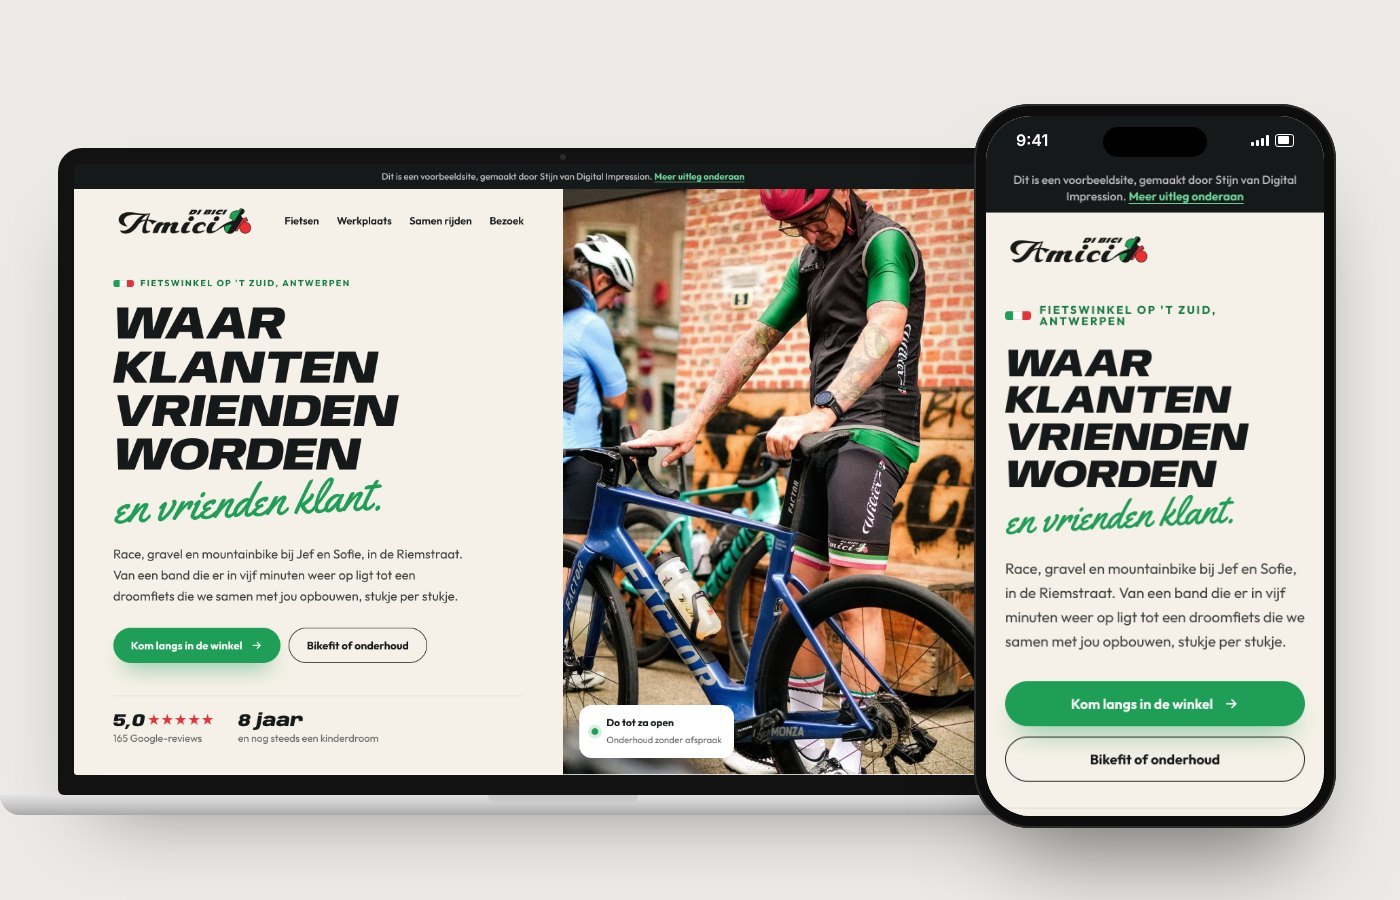 Dit is een voorbeeldsite, gemaakt door Stijn van Digital Impression. Meer uitleg onderaan
DI BICI
Amici
Fietsen Werkplaats Samen rijden Bezoek
FIETSWINKEL OP 'T ZUID, ANTWERPEN
WAAR
KLANTEN
VRIENDEN
WORDEN
en vrienden klant.
Race, gravel en mountainbike bij Jef en Sofie, in de Riemstraat.
Van een band die er in vijf minuten weer op ligt tot een
droomfiets die we samen met jou opbouwen, stukje per stukje.
Kom langs in de winkel →
Bikefit of onderhoud
5,0 ★★★★★
165 Google-reviews
8 jaar
en nog steeds een kinderdroom
FACTOR
FACTOR
FACTOR
Wilier
Amici
MONZA
Do tot za open
Onderhoud zonder afspraak
9:41
Dit is een voorbeeldsite, gemaakt door Stijn van Digital
Impression. Meer uitleg onderaan
DI BICI
Amici
FIETSWINKEL OP 'T ZUID,
ANTWERPEN
WAAR
KLANTEN
VRIENDEN
WORDEN
en vrienden klant.
Race, gravel en mountainbike bij Jef en Sofie,
in de Riemstraat. Van een band die er in vijf
minuten weer op ligt tot een droomfiets die we
samen met jou opbouwen, stukje per stukje.
Kom langs in de winkel →
Bikefit of onderhoud